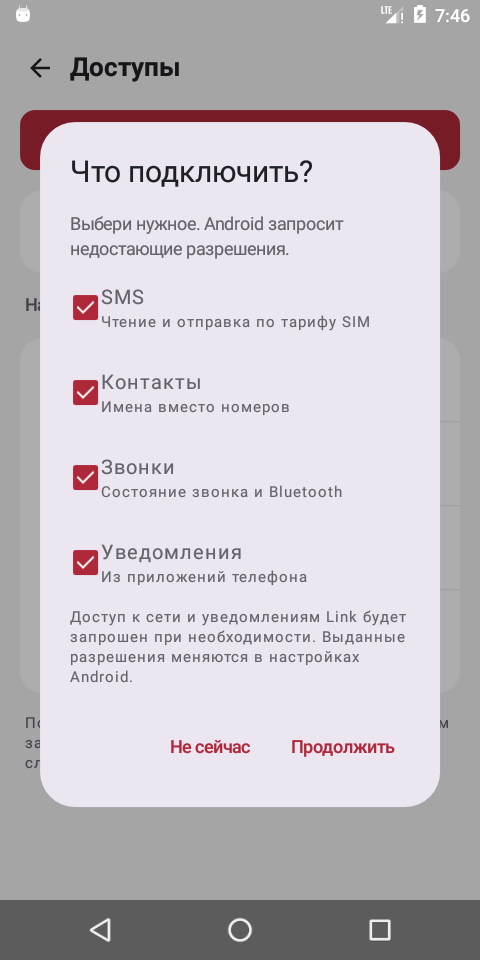 LTE 7:46
Доступы
Что подключить?
Выбери нужное. Android запросит
недостающие разрешения.
SMS
Чтение и отправка по тарифу SIM
Контакты
Имена вместо номеров
Звонки
Состояние звонка и Bluetooth
Уведомления
Из приложений телефона
Доступ к сети и уведомлениям Link будет
запрошен при необходимости. Выданные
разрешения меняются в настройках
Android.
Не сейчас Продолжить